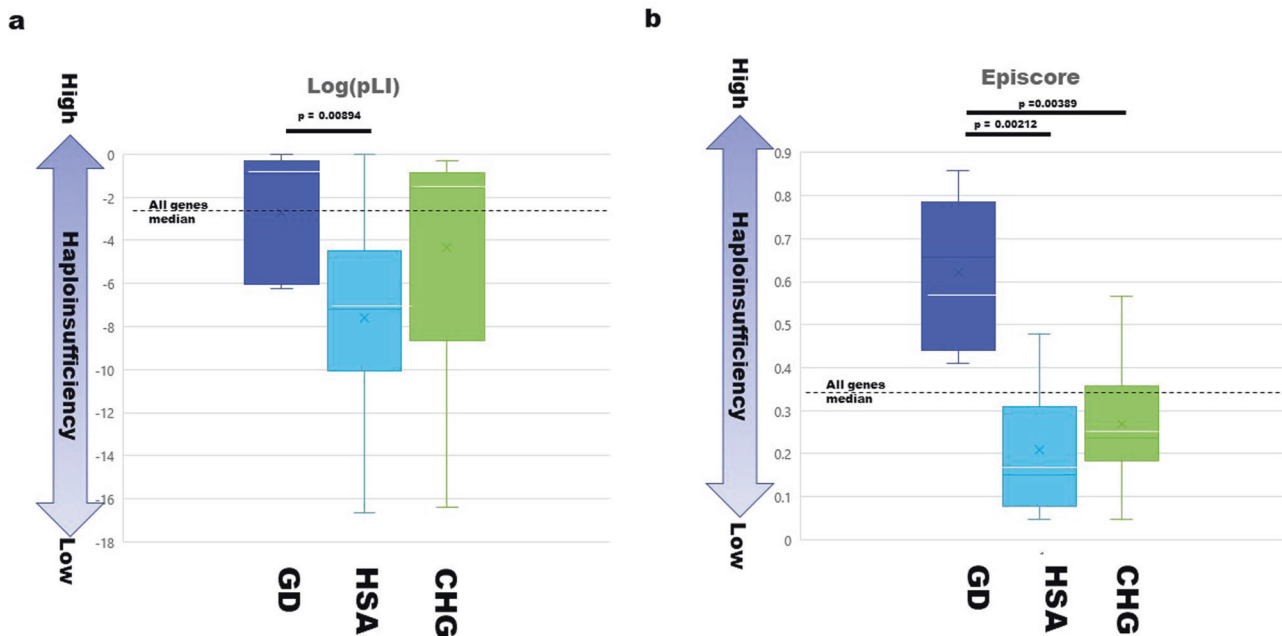 a
High
Haploinsufficiency
Low
Log(pLI)
p = 0.00894
0
-2
-4
-6
-8
-10
-12
-14
-16
-18
All genes
median
GD
HSA
CHG
b
High
Haploinsufficiency
Low
Episcore
p =0.00389
p = 0.00212
0.9
0.8
0.7
0.6
0.5
0.4
0.3
0.2
0.1
0
All genes
median
GD
HSA
CHG